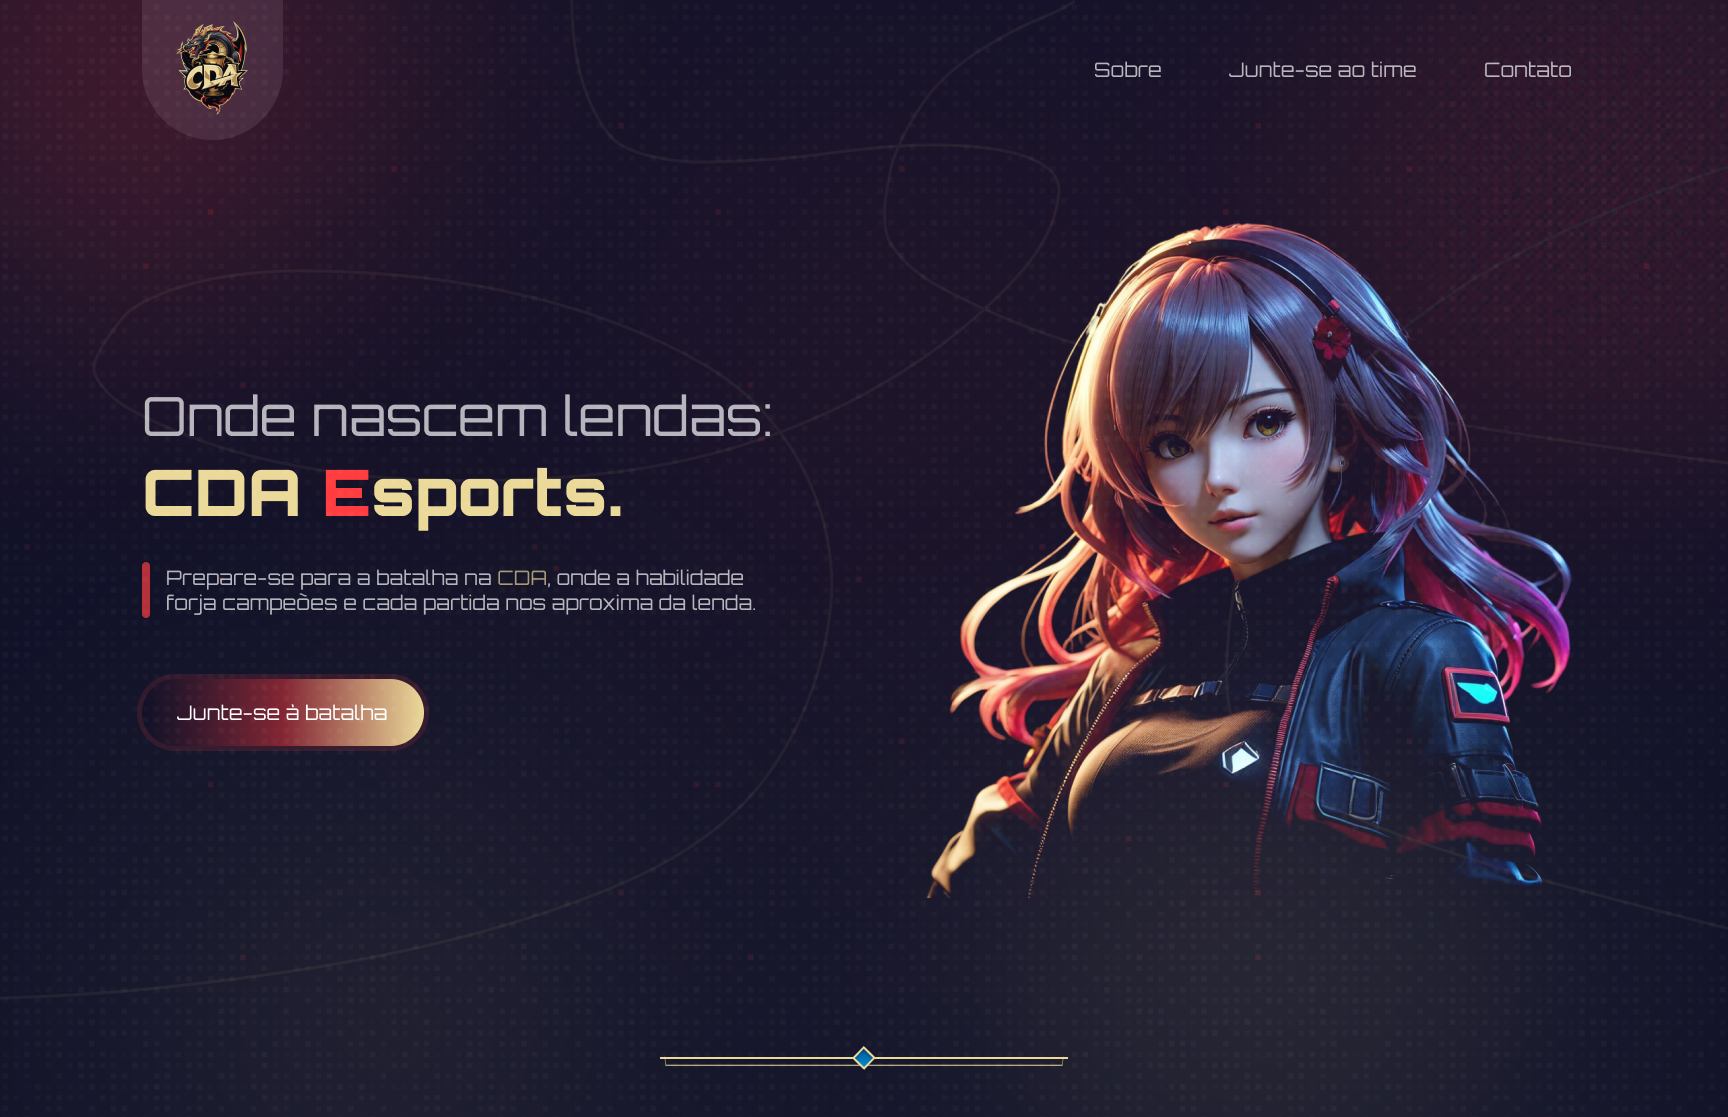 CDA
Sobre
Junte-se ao time
Contato
Onde nascem lendas:
CDA Esports.
Prepare-se para a batalha na CDA, onde a habilidade
forja campeòes e cada partida nos aproxima da lenda.
Junte-se à batalha